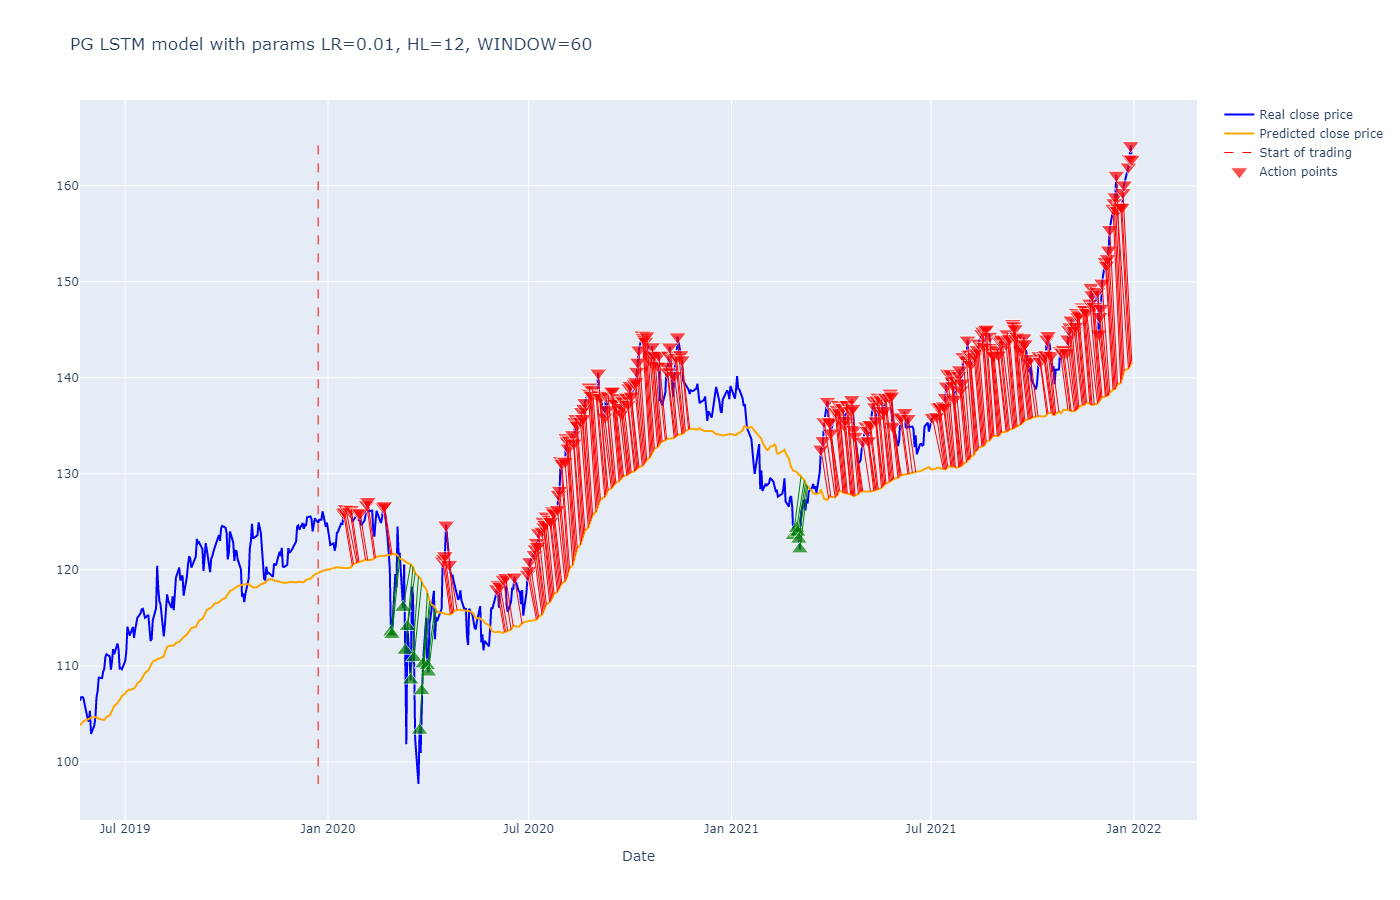 PG LSTM model with params LR=0.01, HL=12, WINDOW=60
Real close price
Predicted close price
Start of trading
Action points
160
150
140
130
120
110
100
Jul 2019
Jan 2020
Jul 2020
Jan 2021
Jul 2021
Jan 2022
Date